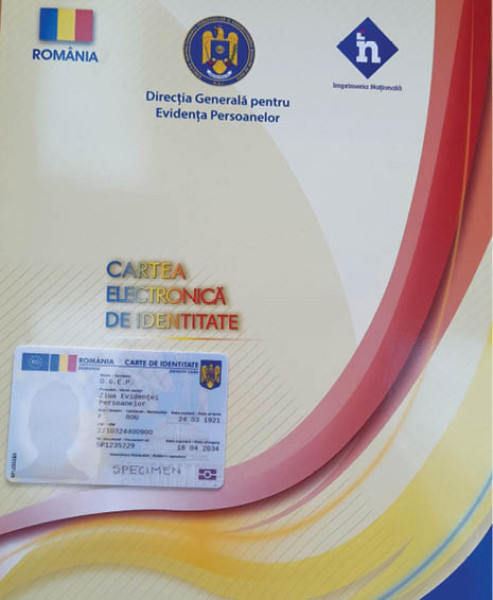 ROMÂNIA
Direcția Generală pentru
Evidența Persoanelor
Imprimeria Națională
CARTEA
ELECTRONICĂ
DE IDENTITATE
ROMÂNIA CARTE DE IDENTITATE
D.G.E.P.
Ziua Evidenței
Persoanelor
F ROU 24 03 1921
SP1235229 18 04 2034
SPECIMEN